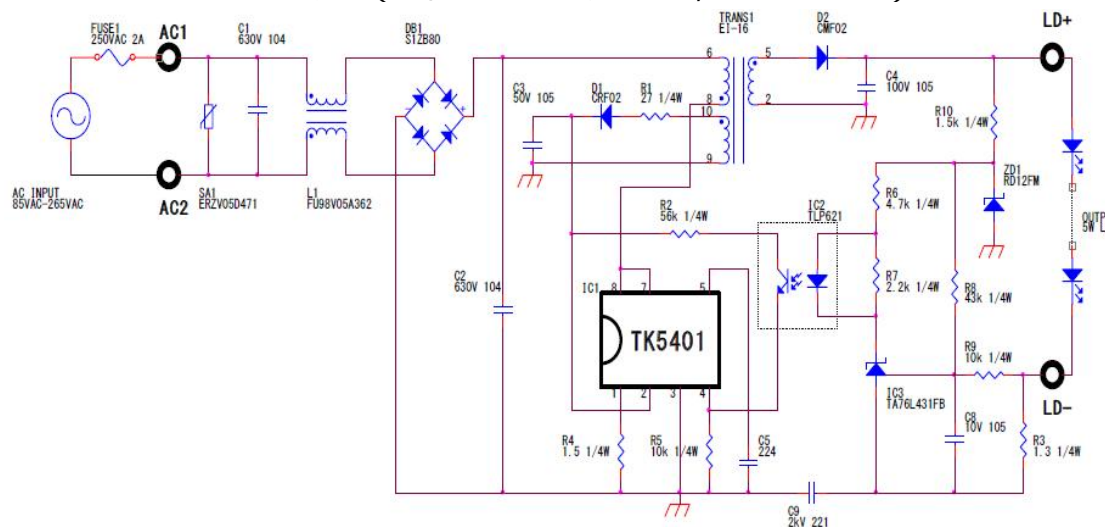 FUSE1
250VAC 2A
AC1
C1
630V 104
DB1
S1ZB80
TRANS1
EI-16
D2
CMF02
LD+
6
5
8
2
10
9
C3
50V 105
D1
CRF02
R1
27 1/4W
C4
100V 105
R10
1.5k 1/4W
AC INPUT
85VAC-265VAC
AC2
SA1
ERZV05D471
L1
FU98V05A362
R2
56k 1/4W
IC2
TLP621
R6
4.7k 1/4W
ZD1
RD12FM
OUTP
5W L
C2
630V 104
IC1
8
7
5
TK5401
1
2
3
4
R7
2.2k 1/4W
R8
43k 1/4W
R9
10k 1/4W
IC3
TA76L431FB
LD-
R4
1.5 1/4W
R5
10k 1/4W
C5
224
C8
10V 105
R3
1.3 1/4W
C9
2kV 221